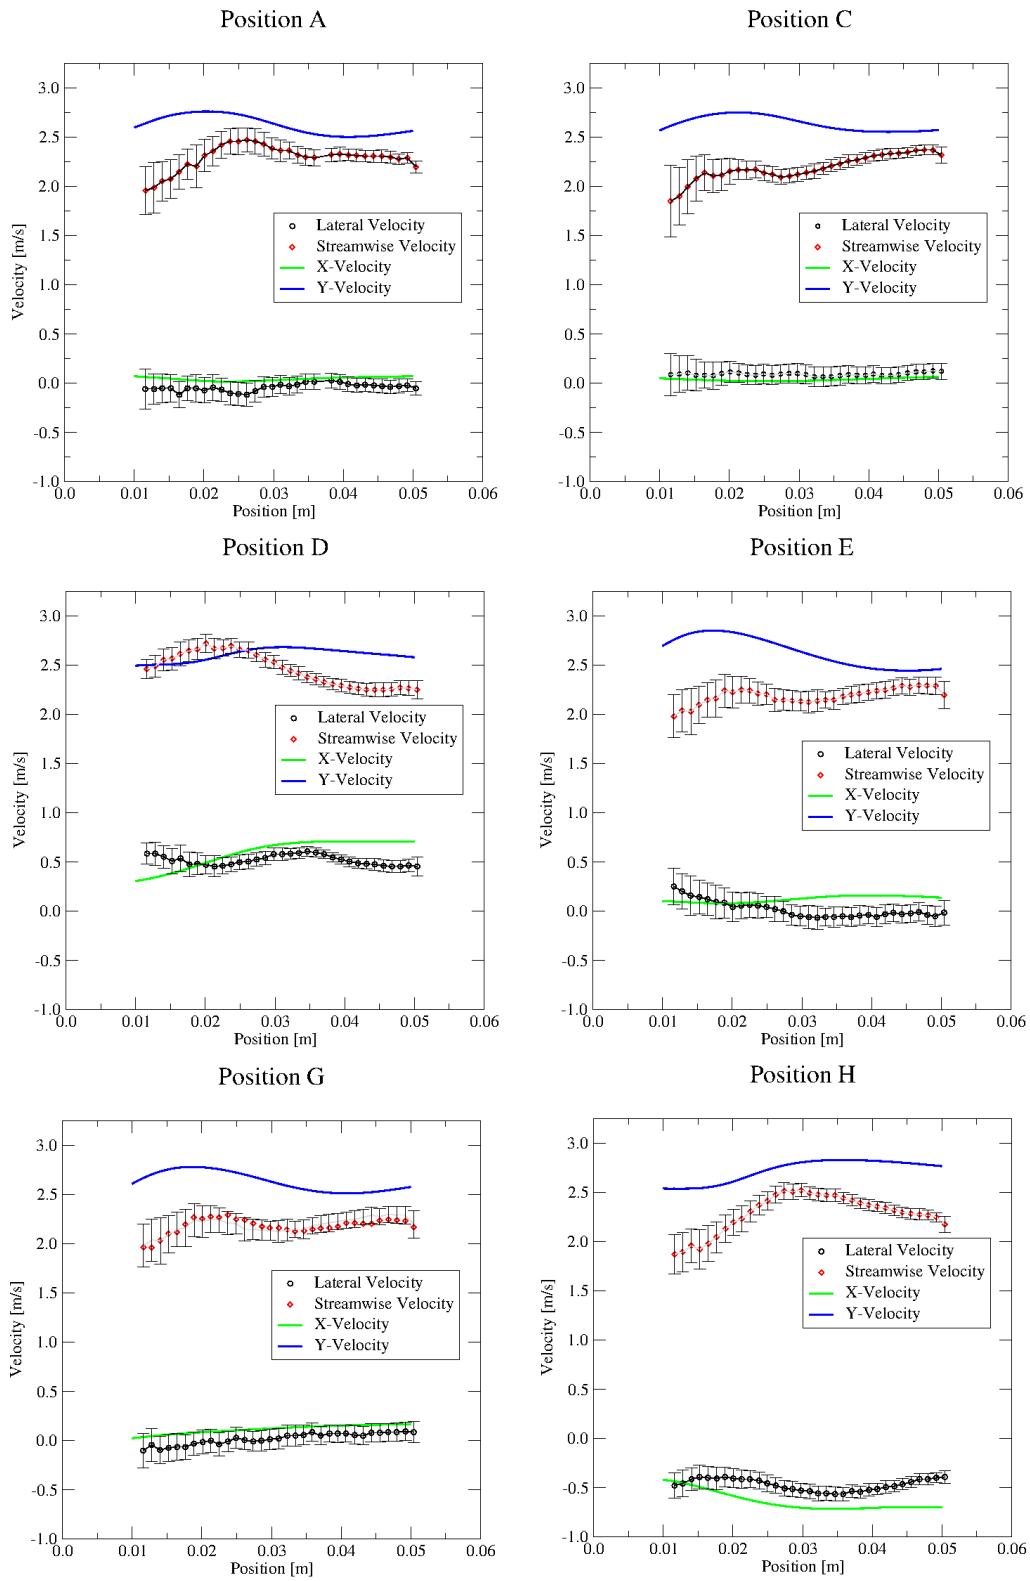 Position A
3.0
2.5
2.0
1.5
1.0
0.5
0.0
-0.5
-1.0
0.0 0.01 0.02 0.03 0.04 0.05 0.06
Velocity [m/s]
Position [m]
Lateral Velocity
Streamwise Velocity
X-Velocity
Y-Velocity
Position C
3.0
2.5
2.0
1.5
1.0
0.5
0.0
-0.5
-1.0
0.0 0.01 0.02 0.03 0.04 0.05 0.06
Velocity [m/s]
Position [m]
Lateral Velocity
Streamwise Velocity
X-Velocity
Y-Velocity
Position D
3.0
2.5
2.0
1.5
1.0
0.5
0.0
-0.5
-1.0
0.0 0.01 0.02 0.03 0.04 0.05 0.06
Velocity [m/s]
Position [m]
Lateral Velocity
Streamwise Velocity
X-Velocity
Y-Velocity
Position E
3.0
2.5
2.0
1.5
1.0
0.5
0.0
-0.5
-1.0
0.0 0.01 0.02 0.03 0.04 0.05 0.06
Velocity [m/s]
Position [m]
Lateral Velocity
Streamwise Velocity
X-Velocity
Y-Velocity
Position G
3.0
2.5
2.0
1.5
1.0
0.5
0.0
-0.5
-1.0
0.0 0.01 0.02 0.03 0.04 0.05 0.06
Velocity [m/s]
Position [m]
Lateral Velocity
Streamwise Velocity
X-Velocity
Y-Velocity
Position H
3.0
2.5
2.0
1.5
1.0
0.5
0.0
-0.5
-1.0
0.0 0.01 0.02 0.03 0.04 0.05 0.06
Velocity [m/s]
Position [m]
Lateral Velocity
Streamwise Velocity
X-Velocity
Y-Velocity